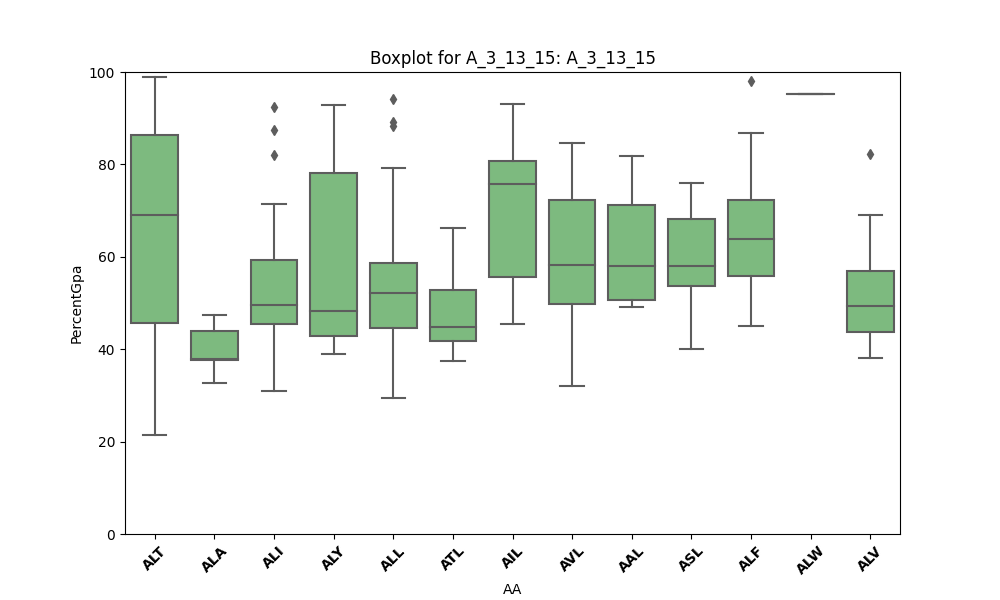 Boxplot for A_3_13_15: A_3_13_15
PercentGpa
100
80
60
40
20
0
ALT ALA ALI ALY ALL ATL AIL AVL AAL ASL ALF ALW ALV
AA